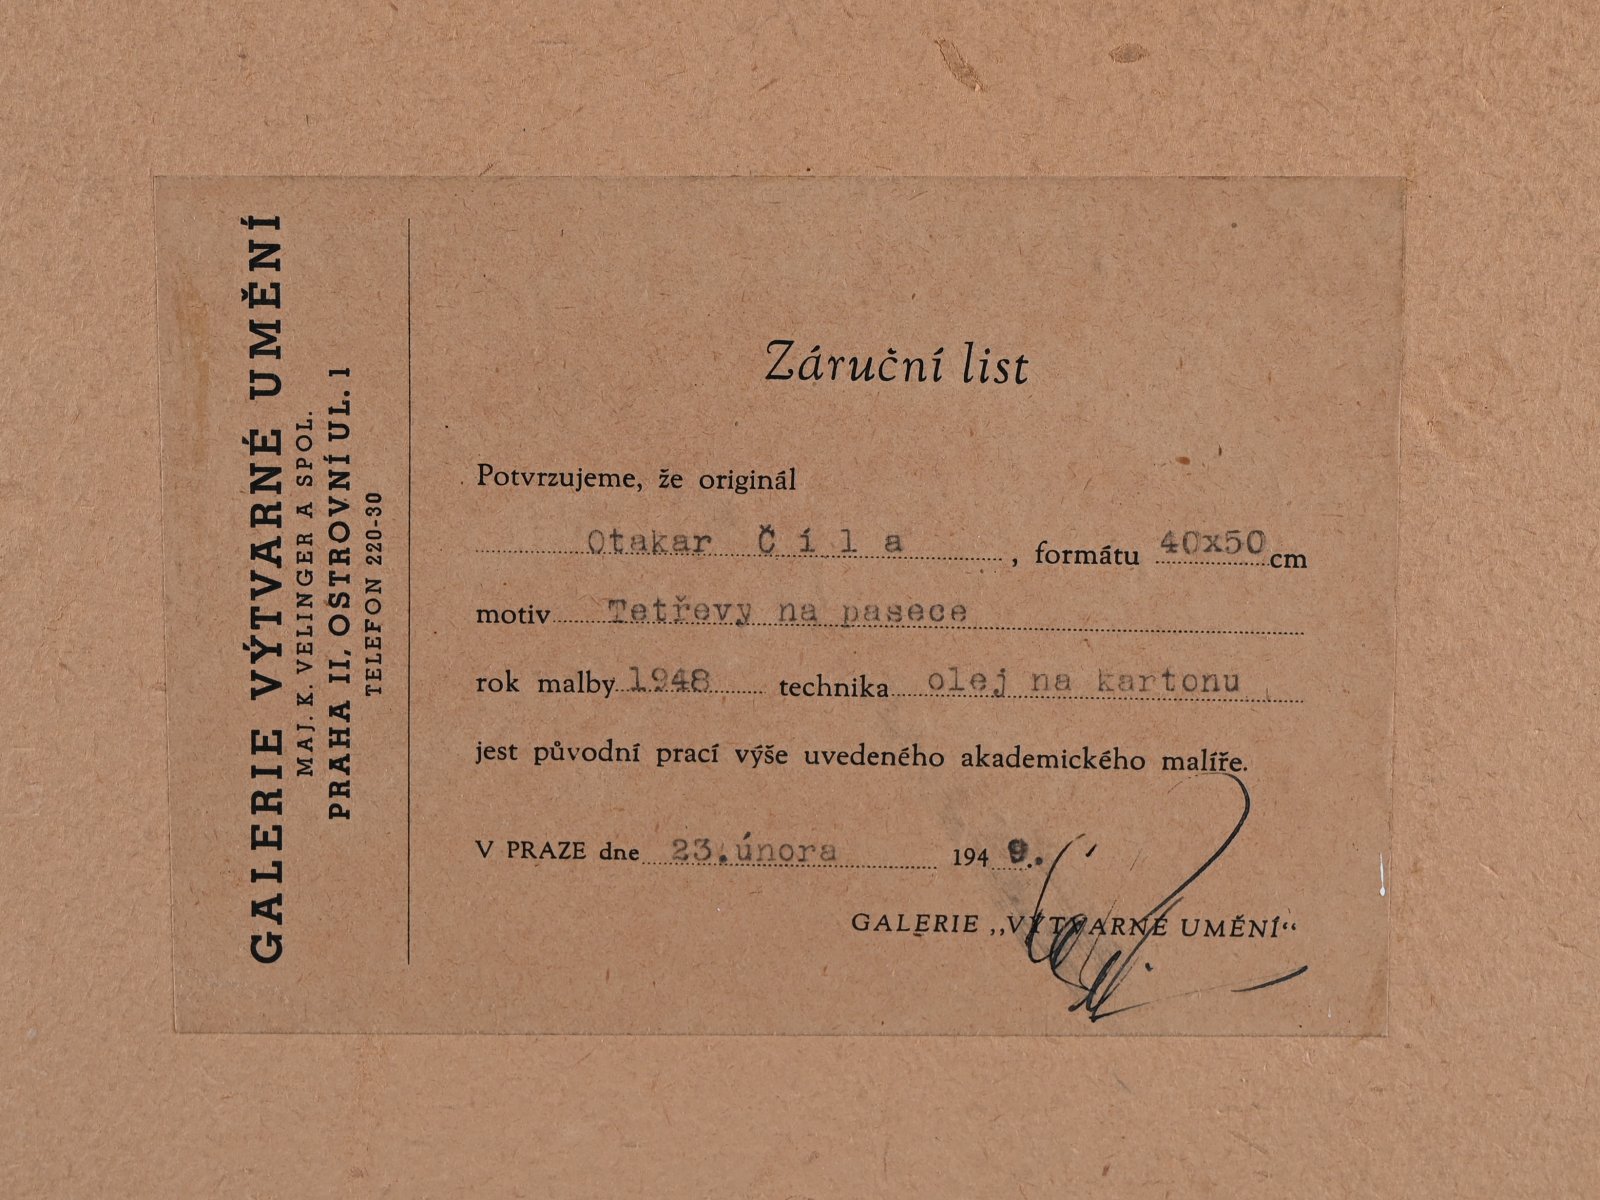 GALERIE VÝTVARNÉ UMĚNÍ
MAJ. K. VELINGER A SPOL.
PRAHA II, OSTROVNÍ UL. 1
TELEFON 220-30
Záruční list
Potvrzujeme, že originál
Otakar Č í l a , formátu 40x50 cm
motiv Tetřevy na pasece
rok malby 1948 technika olej na kartonu
jest původní prací výše uvedeného akademického malíře.
V PRAZE dne 23.února 194 9.
GALERIE „VÝTVARNÉ UMĚNÍ“